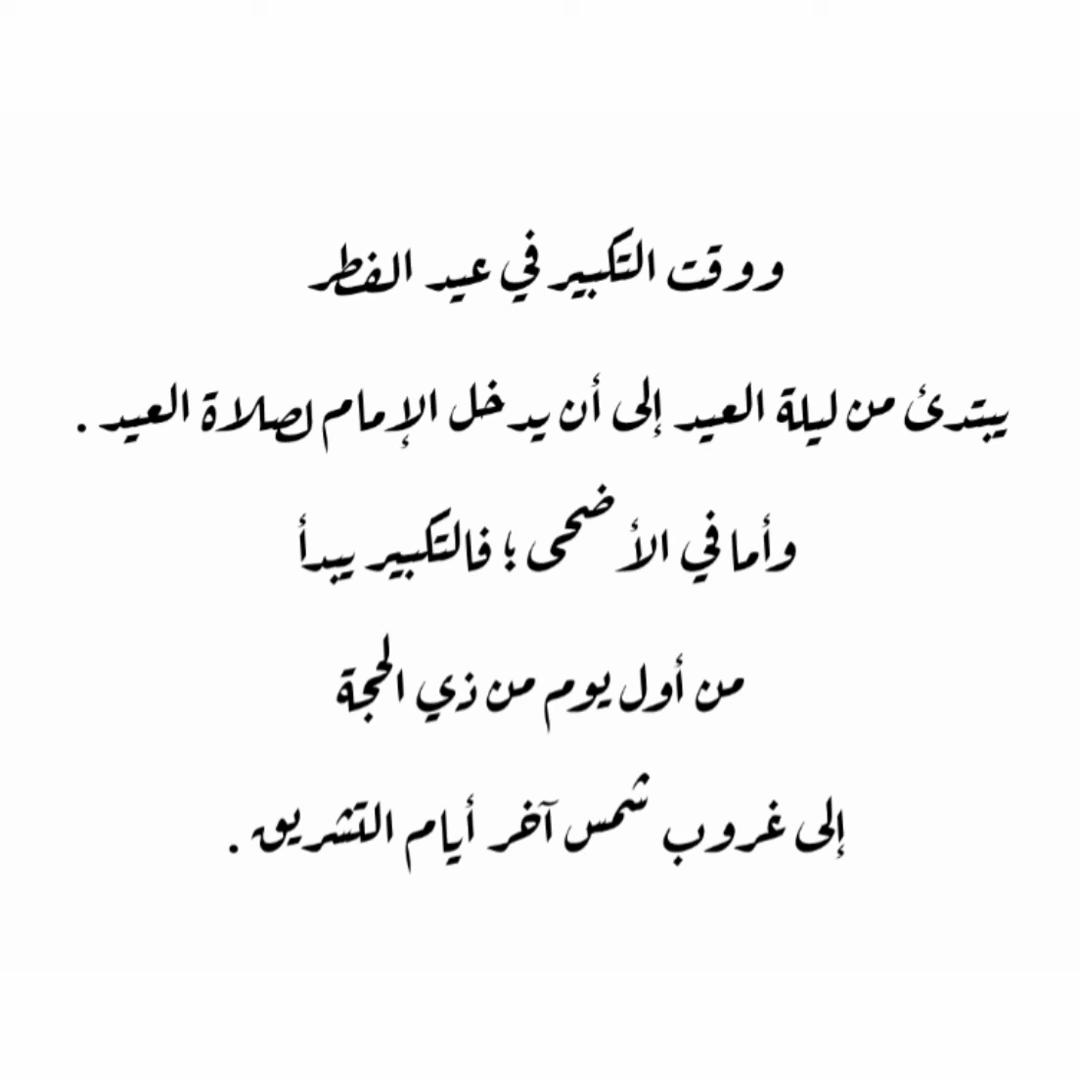 ووقت التكبير في عيد الفطر
يبتدئ من ليلة العيد إلى أن يدخل الإمام لصلاة العيد .
وأما في الأضحى ؛ فالتكبير يبدأ
من أول يوم من ذي الحجة
إلى غروب شمس آخر أيام التشريق .